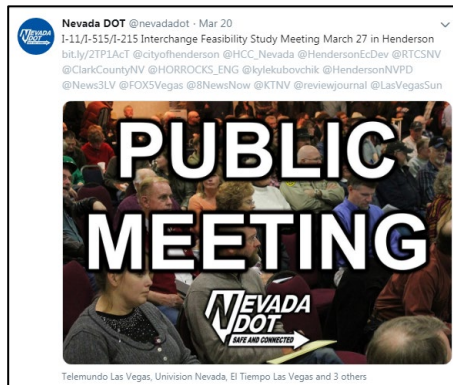 Nevada DOT @nevadadot · Mar 20
I-11/I-515/I-215 Interchange Feasibility Study Meeting March 27 in Henderson
bit.ly/2TP1AcT @cityofhenderson @HCC_Nevada @HendersonEcDev @RTCSNV
@ClarkCountyNV @HORROCKS_ENG @kylekubovchik @HendersonNVPD
@News3LV @FOX5Vegas @8NewsNow @KTNV @reviewjournal @LasVegasSun
PUBLIC
MEETING
NEVADA
DOT
SAFE AND CONNECTED
Telemundo Las Vegas, Univision Nevada, El Tiempo Las Vegas and 3 others